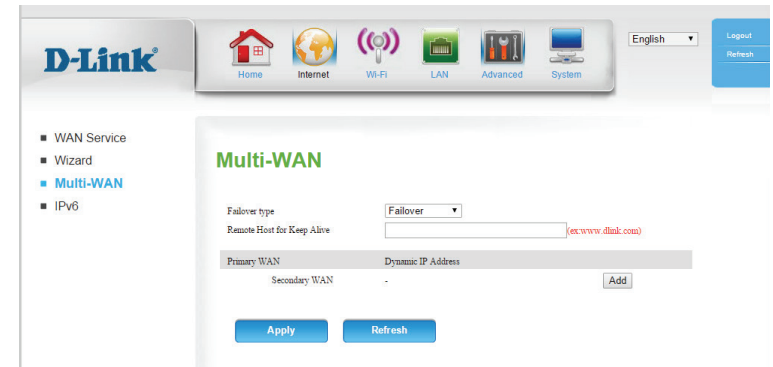 D-Link®
Home
Internet
Wi-Fi
LAN
Advanced
System
English
Logout
Refresh
WAN Service
Wizard
Multi-WAN
IPv6
Multi-WAN
Failover type
Failover
Remote Host for Keep Alive
(ex:www.dlink.com)
Primary WAN Dynamic IP Address
Secondary WAN - Add
Apply Refresh